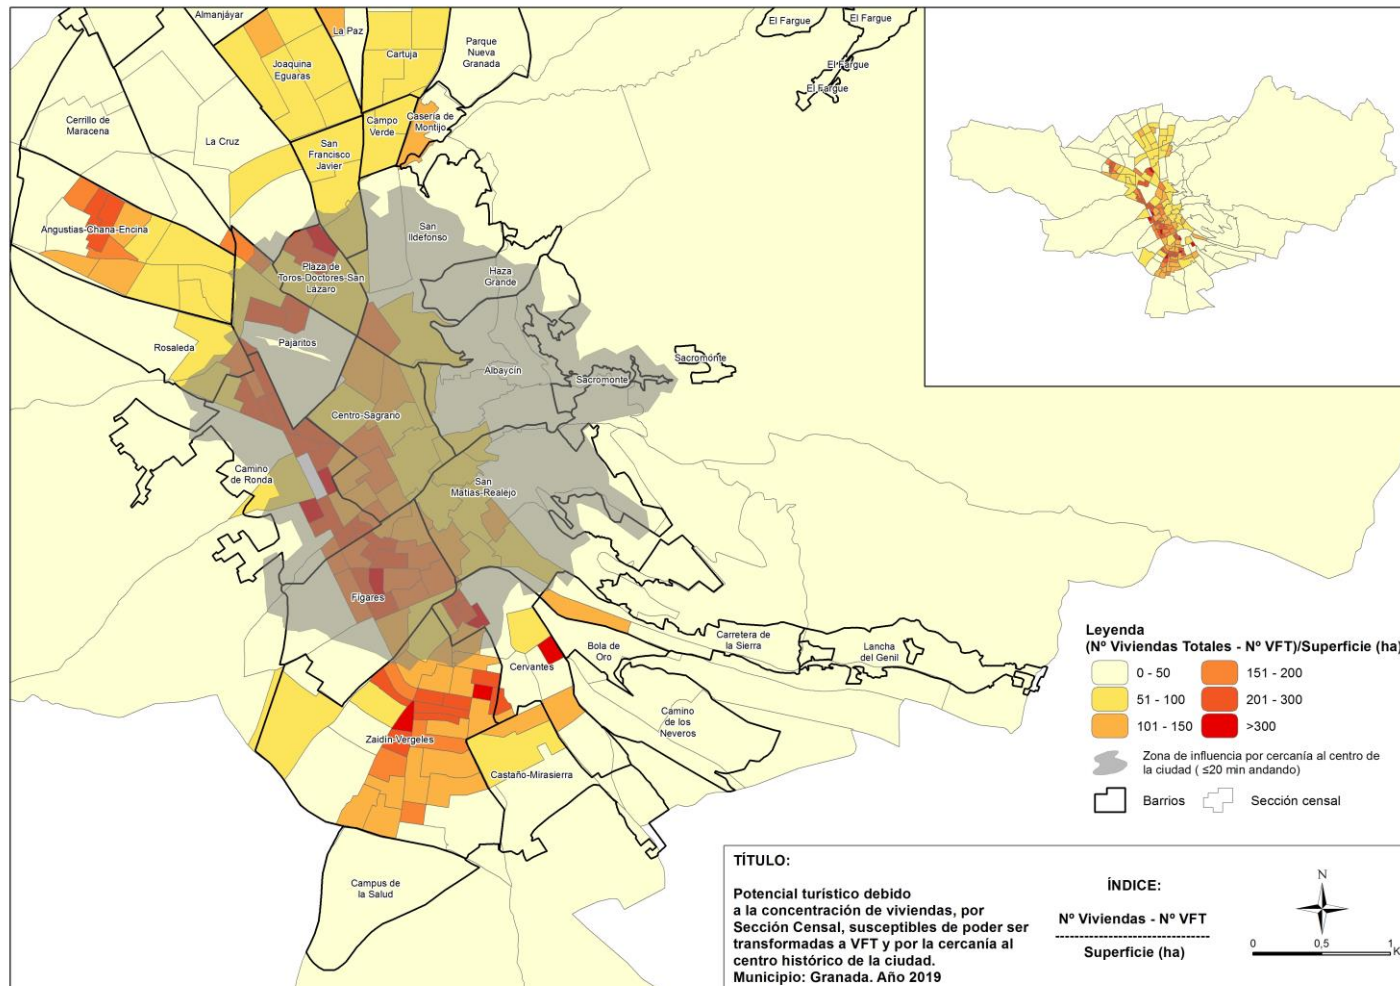 Almanjáyar
La Paz
El Fargue
El Fargue
Cartuja
Parque
Nueva
Granada
Joaquina
Eguaras
El Fargue
El Fargue
Cerrillo de
Maracena
Campo
Verde
Casería de
Montijo
La Cruz
San
Francisco
Javier
Angustias-Chana-Encina
San
Ildefonso
Plaza de
Toros-Doctores-San
Lázaro
Haza
Grande
Rosaleda
Pajaritos
Sacromonte
Albaycín
Sacromonte
Centro-Sagrario
Camino
de Ronda
San
Matías-Realejo
Fígares
Cervantes
Bola de
Oro
Carretera de
la Sierra
Lancha
del Genil
Camino
de los
Neveros
Zaidín-Vergeles
Castaño-Mirasierra
Campus de
la Salud
Leyenda
(Nº Viviendas Totales - Nº VFT)/Superficie (ha)
0 - 50
151 - 200
51 - 100
201 - 300
101 - 150
>300
Zona de influencia por cercanía al centro de
la ciudad ( ≤20 min andando)
Barrios
Sección censal
TÍTULO:
Potencial turístico debido
a la concentración de viviendas, por
Sección Censal, susceptibles de poder ser
transformadas a VFT y por la cercanía al
centro histórico de la ciudad.
Municipio: Granada. Año 2019
ÍNDICE:
Nº Viviendas - Nº VFT
--------------------------------
Superficie (ha)
N
0 0,5 1
K